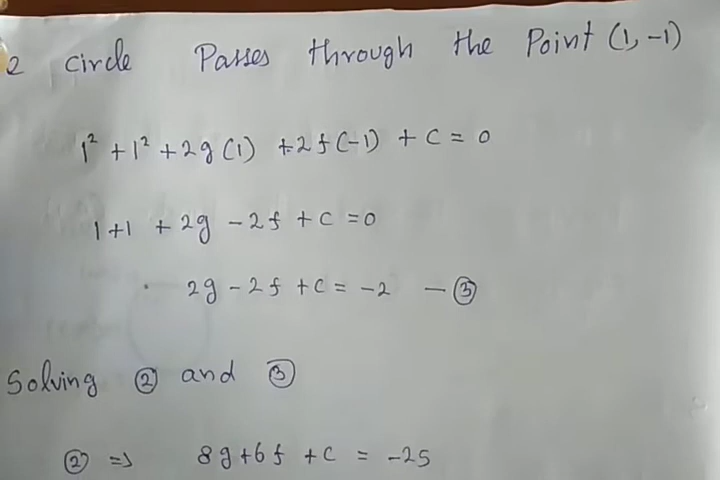 2 circle Passes through the Point (1, -1)
1² + 1² + 2g (1) + 2f (-1) + c = 0
1 + 1 + 2g - 2f + c = 0
2g - 2f + c = -2 — ③
Solving ② and ③
② ⇒ 8g + 6f + c = -25